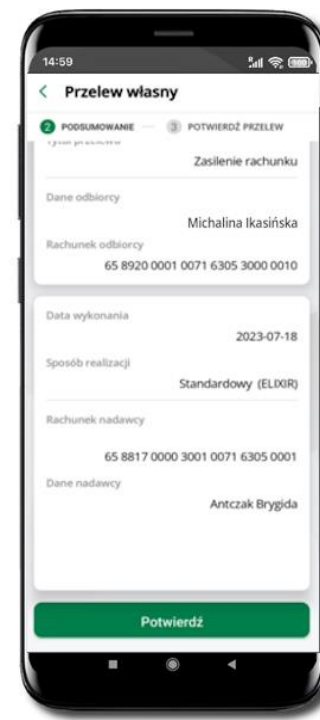 14:59
Przelew własny
2 PODSUMOWANIE 3 POTWIERDŹ PRZELEW
Tytuł przelewu
Zasilenie rachunku
Dane odbiorcy
Michalina Ikasińska
Rachunek odbiorcy
65 8920 0001 0071 6305 3000 0010
Data wykonania
2023-07-18
Sposób realizacji
Standardowy (ELIXIR)
Rachunek nadawcy
65 8817 0000 3001 0071 6305 0001
Dane nadawcy
Antczak Brygida
Potwierdź